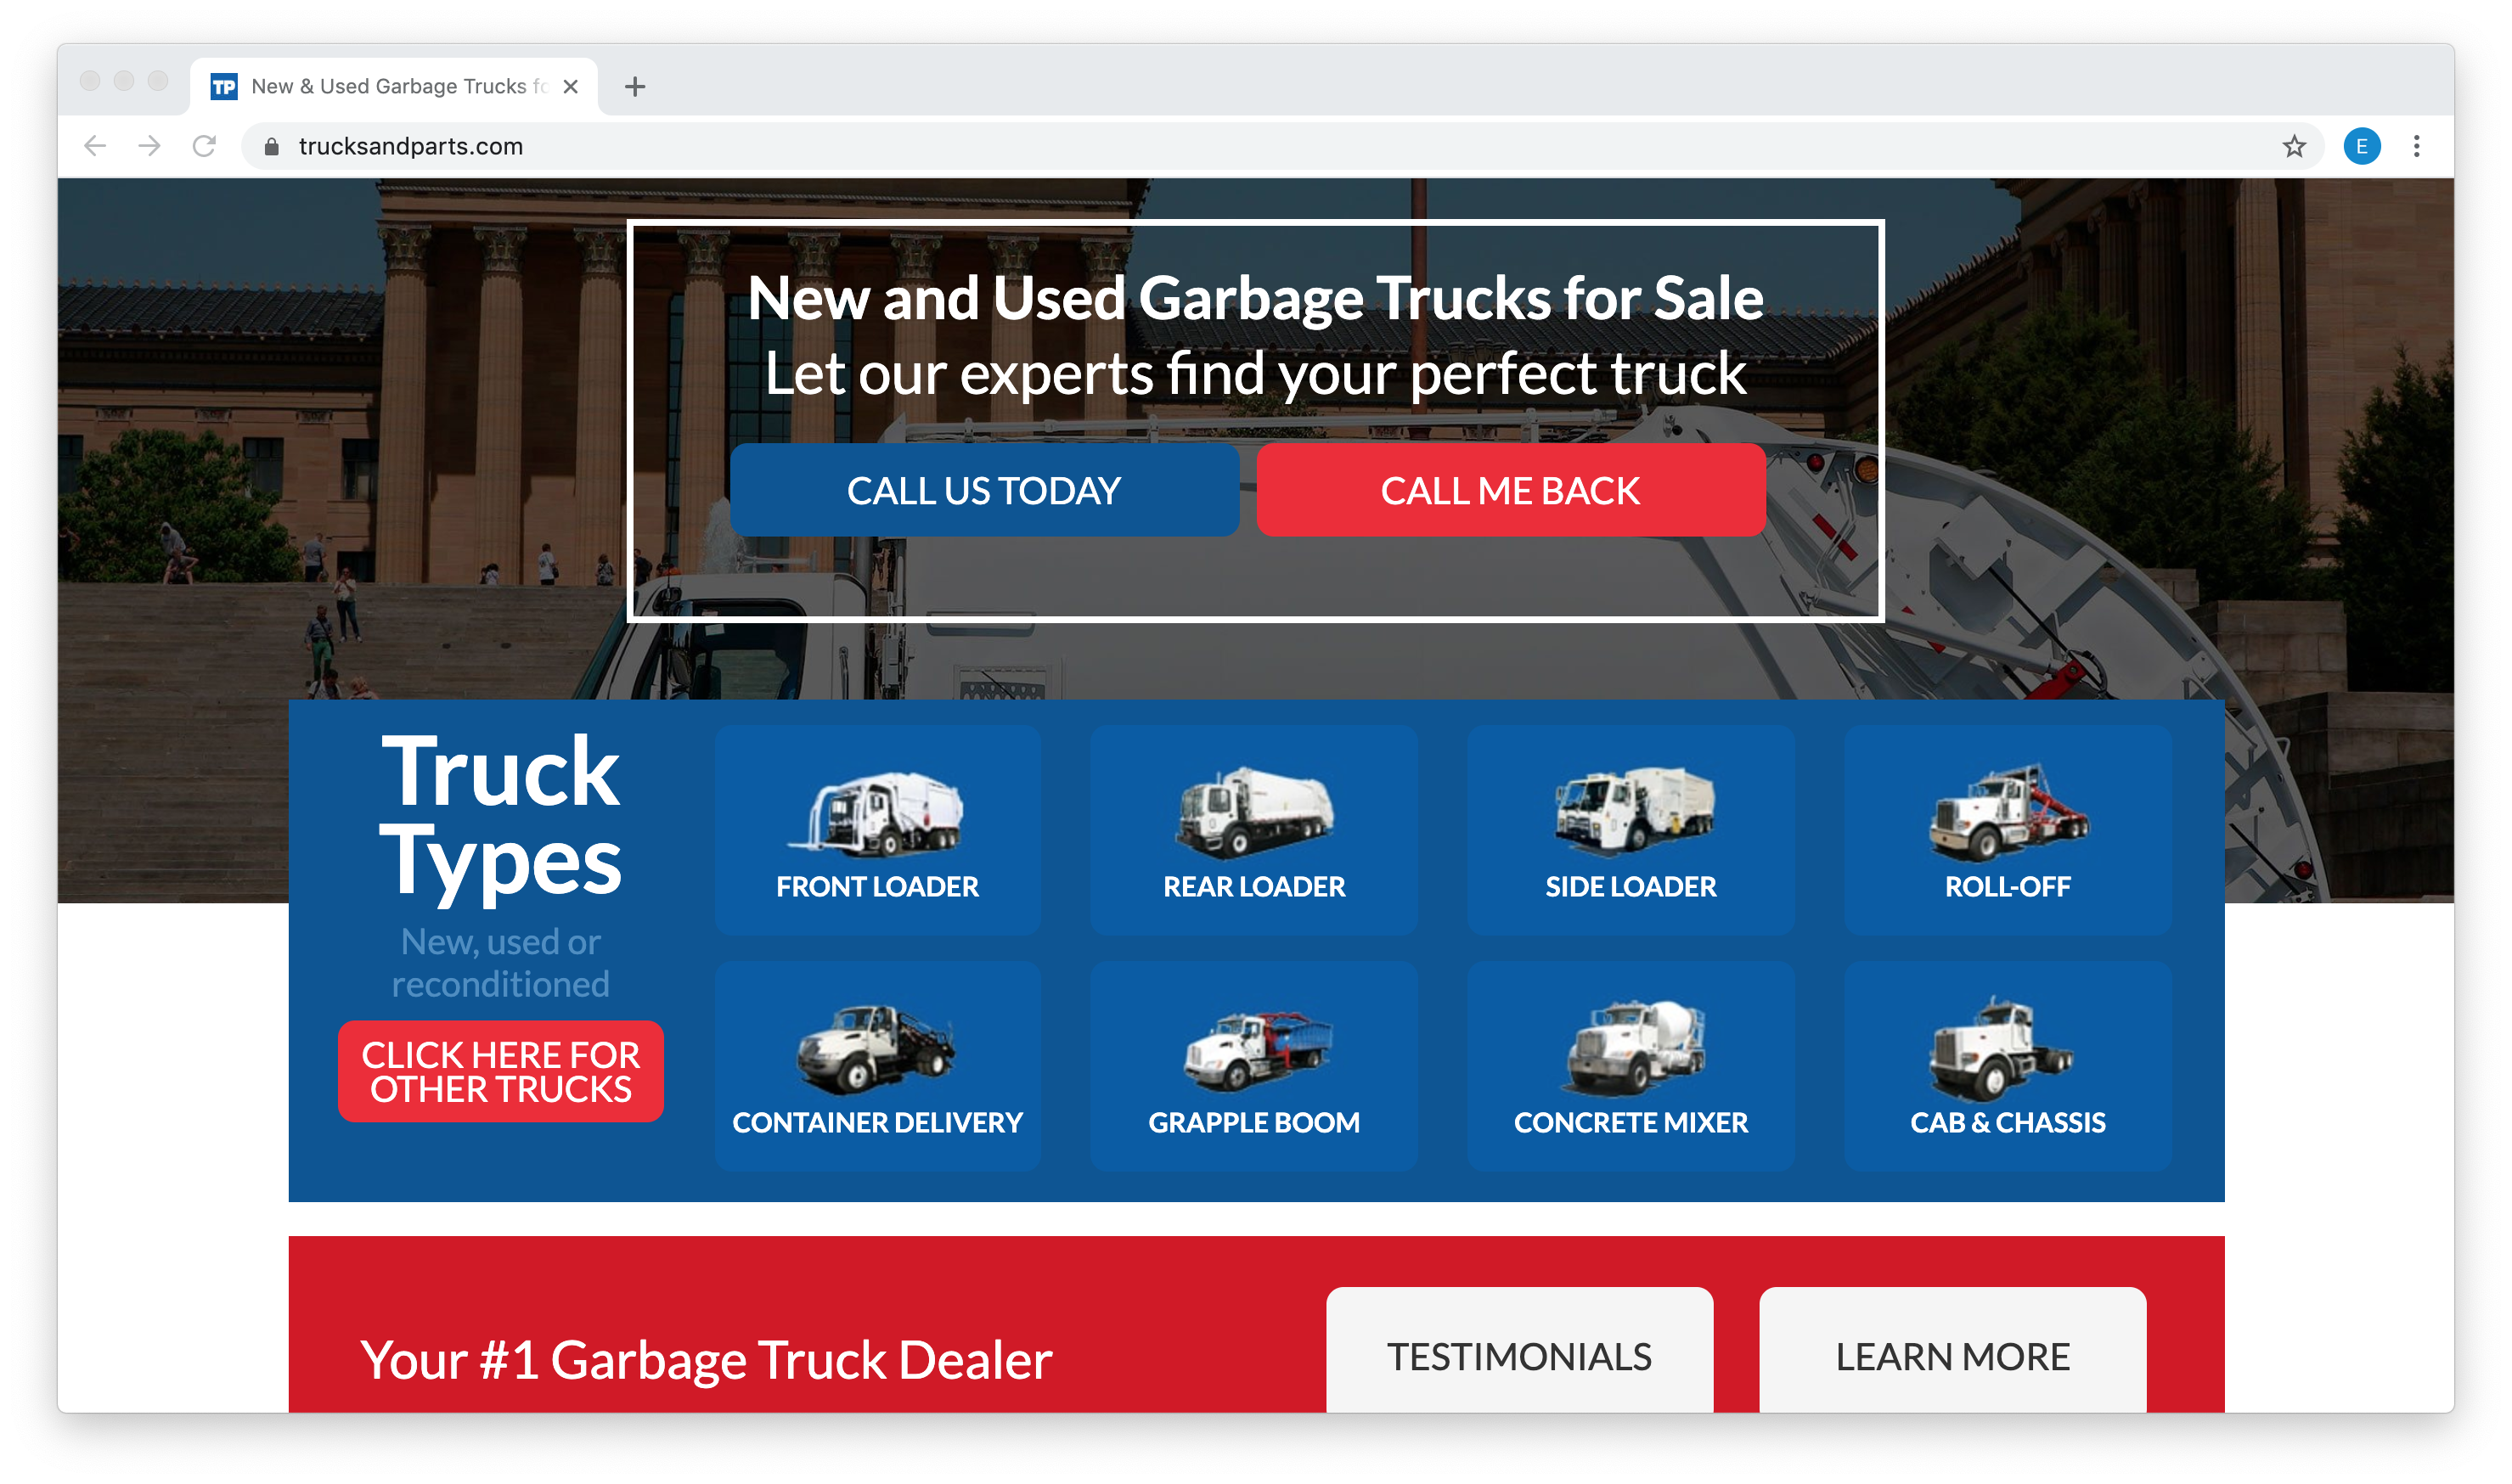 TP New & Used Garbage Trucks fo
trucksandparts.com
E
New and Used Garbage Trucks for Sale
Let our experts find your perfect truck
CALL US TODAY
CALL ME BACK
Truck
Types
New, used or
reconditioned
CLICK HERE FOR
OTHER TRUCKS
FRONT LOADER
REAR LOADER
SIDE LOADER
ROLL-OFF
CONTAINER DELIVERY
GRAPPLE BOOM
CONCRETE MIXER
CAB & CHASSIS
Your #1 Garbage Truck Dealer
TESTIMONIALS
LEARN MORE